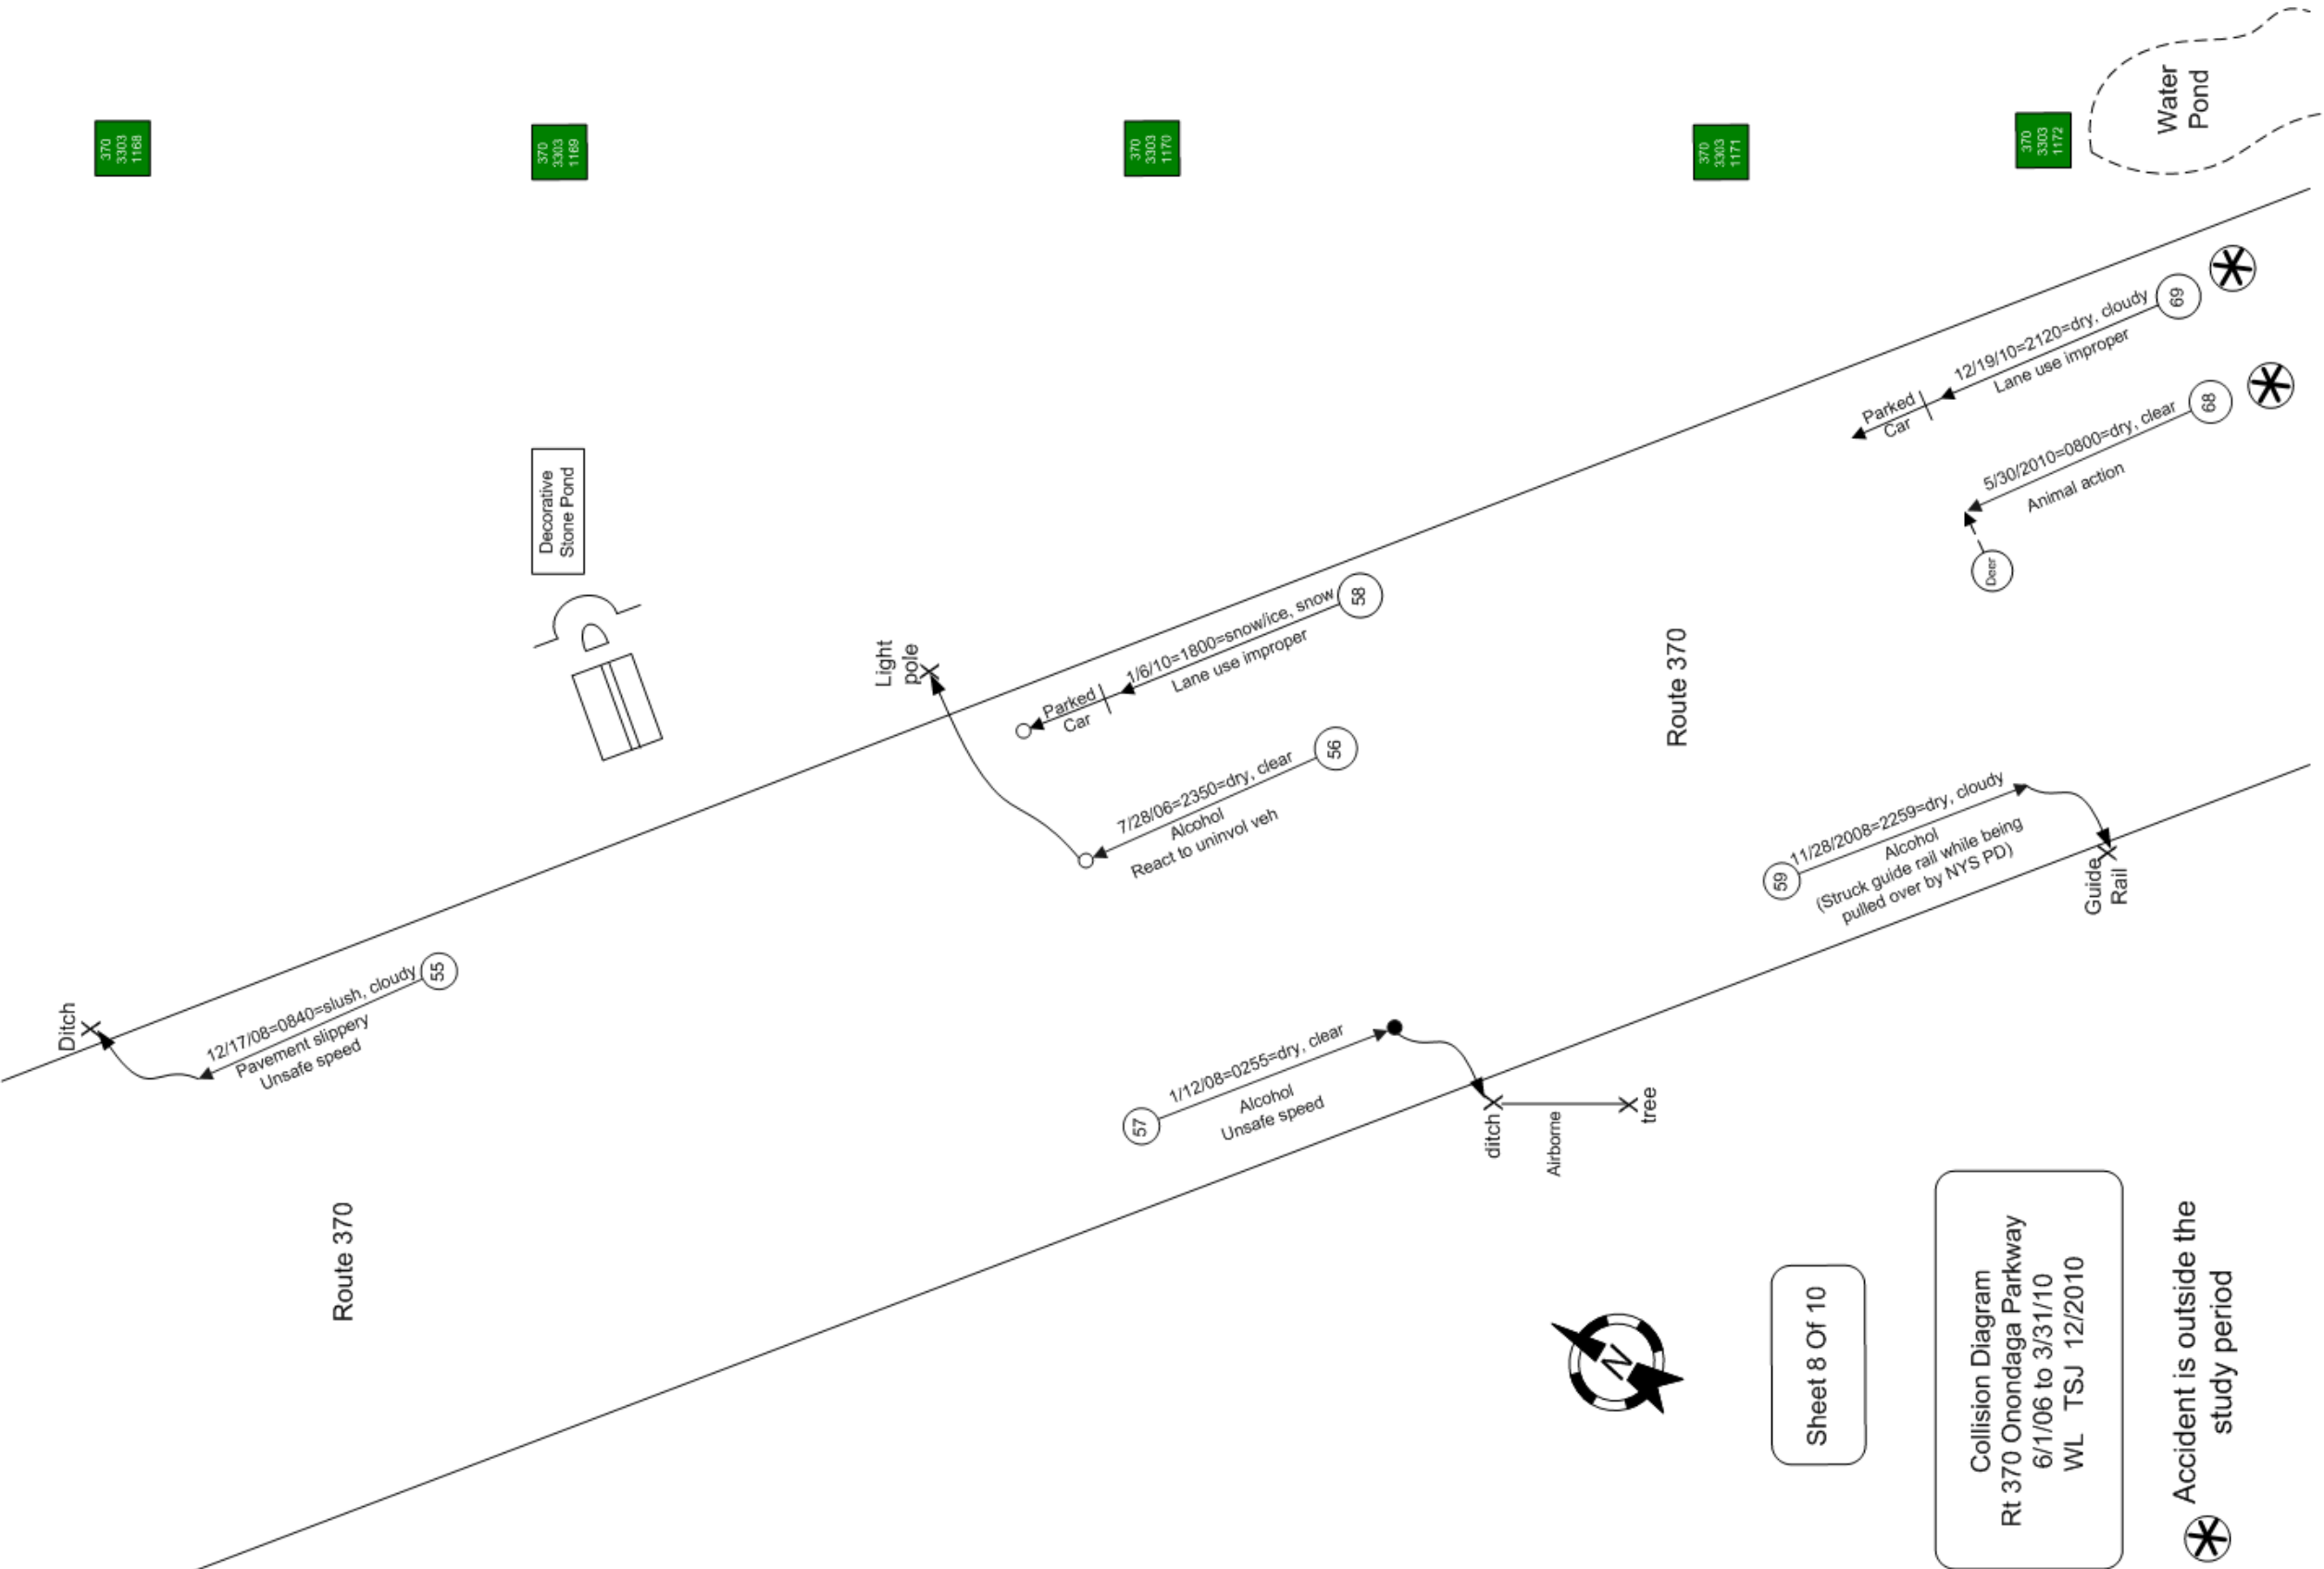 370
3303
1168
370
3303
1169
370
3303
1170
370
3303
1171
370
3303
1172
Water
Pond
Decorative
Stone Pond
12/19/10=2120=dry, cloudy
Lane use improper
69
Parked
Car
5/30/2010=0800=dry, clear
Animal action
68
Deer
Light
pole
1/6/10=1800=snow/ice, snow
Lane use improper
58
Parked
Car
7/28/06=2350=dry, clear
Alcohol
React to uninvol veh
56
Route 370
11/28/2008=2259=dry, cloudy
Alcohol
(Struck guide rail while being
pulled over by NYS PD)
59
Guide
Rail
Ditch
12/17/08=0840=slush, cloudy
Pavement slippery
Unsafe speed
55
1/12/08=0255=dry, clear
Alcohol
Unsafe speed
57
ditch
Airborne
tree
Route 370
N
Sheet 8 Of 10
Collision Diagram
Rt 370 Onondaga Parkway
6/1/06 to 3/31/10
WL TSJ 12/2010
Accident is outside the
study period